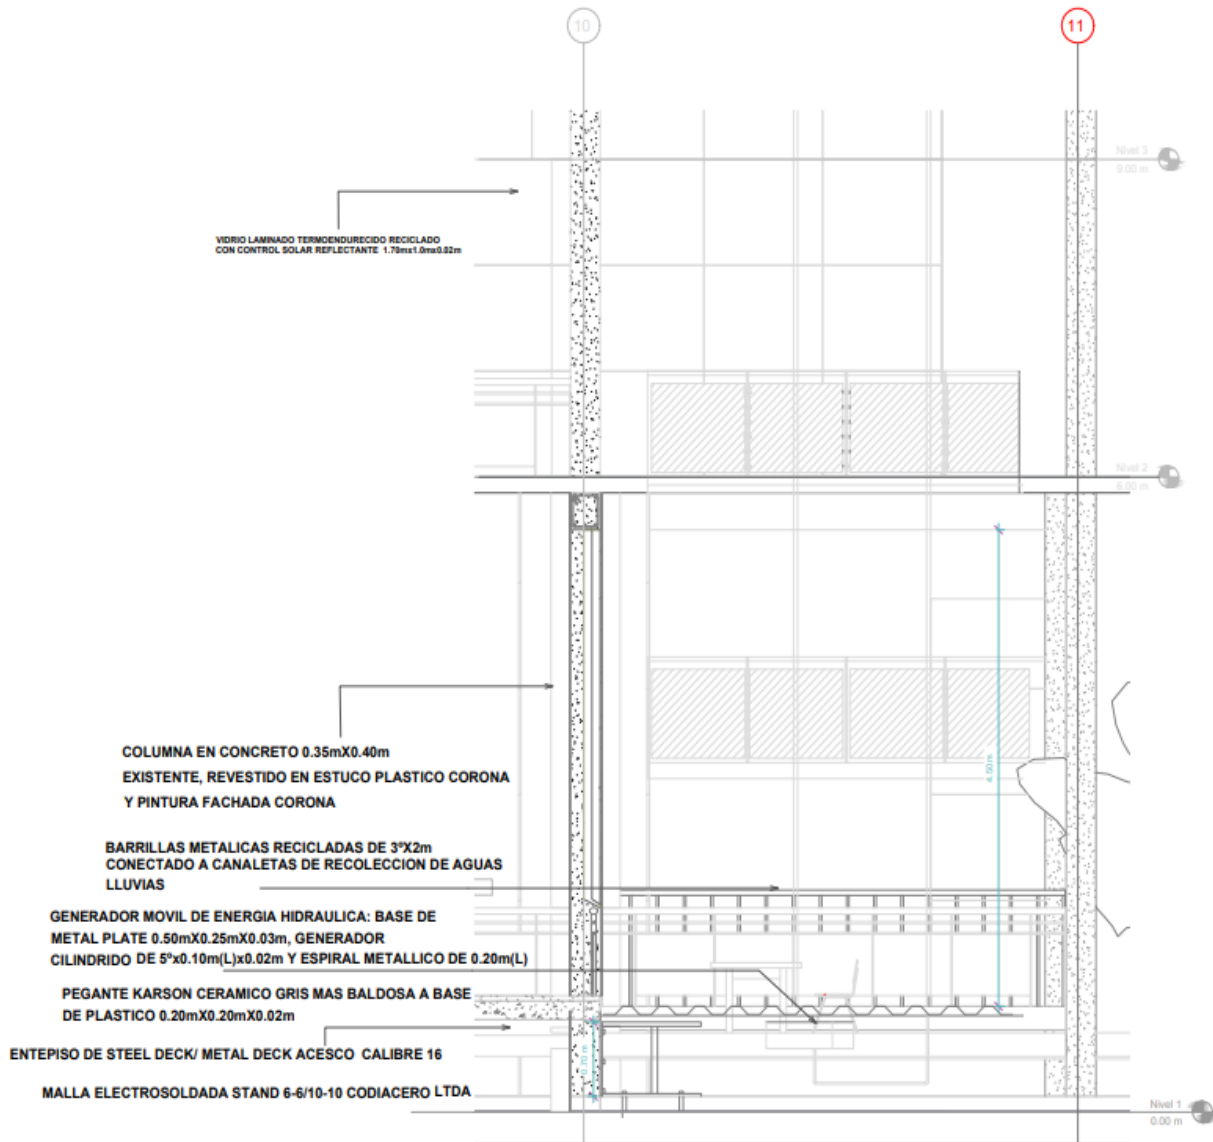 10
11
Nivel 3
9.00 m
VIDRIO LAMINADO TERMOENDURECIDO RECICLADO
CON CONTROL SOLAR REFLECTANTE 1.70mx1.0mx0.02m
Nivel 2
6.00 m
4.60 m
COLUMNA EN CONCRETO 0.35mX0.40m
EXISTENTE, REVESTIDO EN ESTUCO PLASTICO CORONA
Y PINTURA FACHADA CORONA
BARRILLAS METALICAS RECICLADAS DE 3ºX2m
CONECTADO A CANALETAS DE RECOLECCION DE AGUAS
LLUVIAS
GENERADOR MOVIL DE ENERGIA HIDRAULICA: BASE DE
METAL PLATE 0.50mX0.25mX0.03m, GENERADOR
CILINDRIDO DE 5ºx0.10m(L)x0.02m Y ESPIRAL METALLICO DE 0.20m(L)
PEGANTE KARSON CERAMICO GRIS MAS BALDOSA A BASE
DE PLASTICO 0.20mX0.20mX0.02m
ENTEPISO DE STEEL DECK/ METAL DECK ACESCO CALIBRE 16
0.70 m
MALLA ELECTROSOLDADA STAND 6-6/10-10 CODIACERO LTDA
Nivel 1
0.00 m